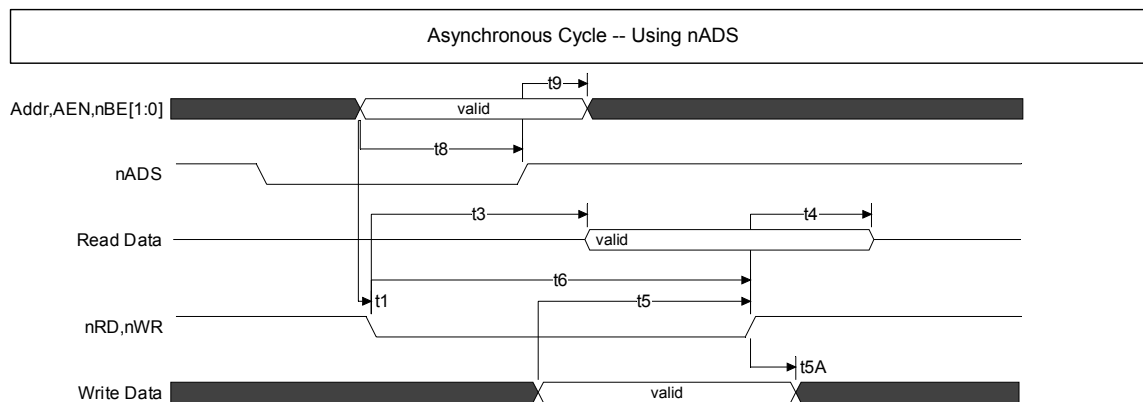 Asynchronous Cycle -- Using nADS
t9
Addr,AEN,nBE[1:0]
valid
t8
nADS
t3
t4
Read Data
valid
t6
t5
t1
nRD,nWR
t5A
Write Data
valid